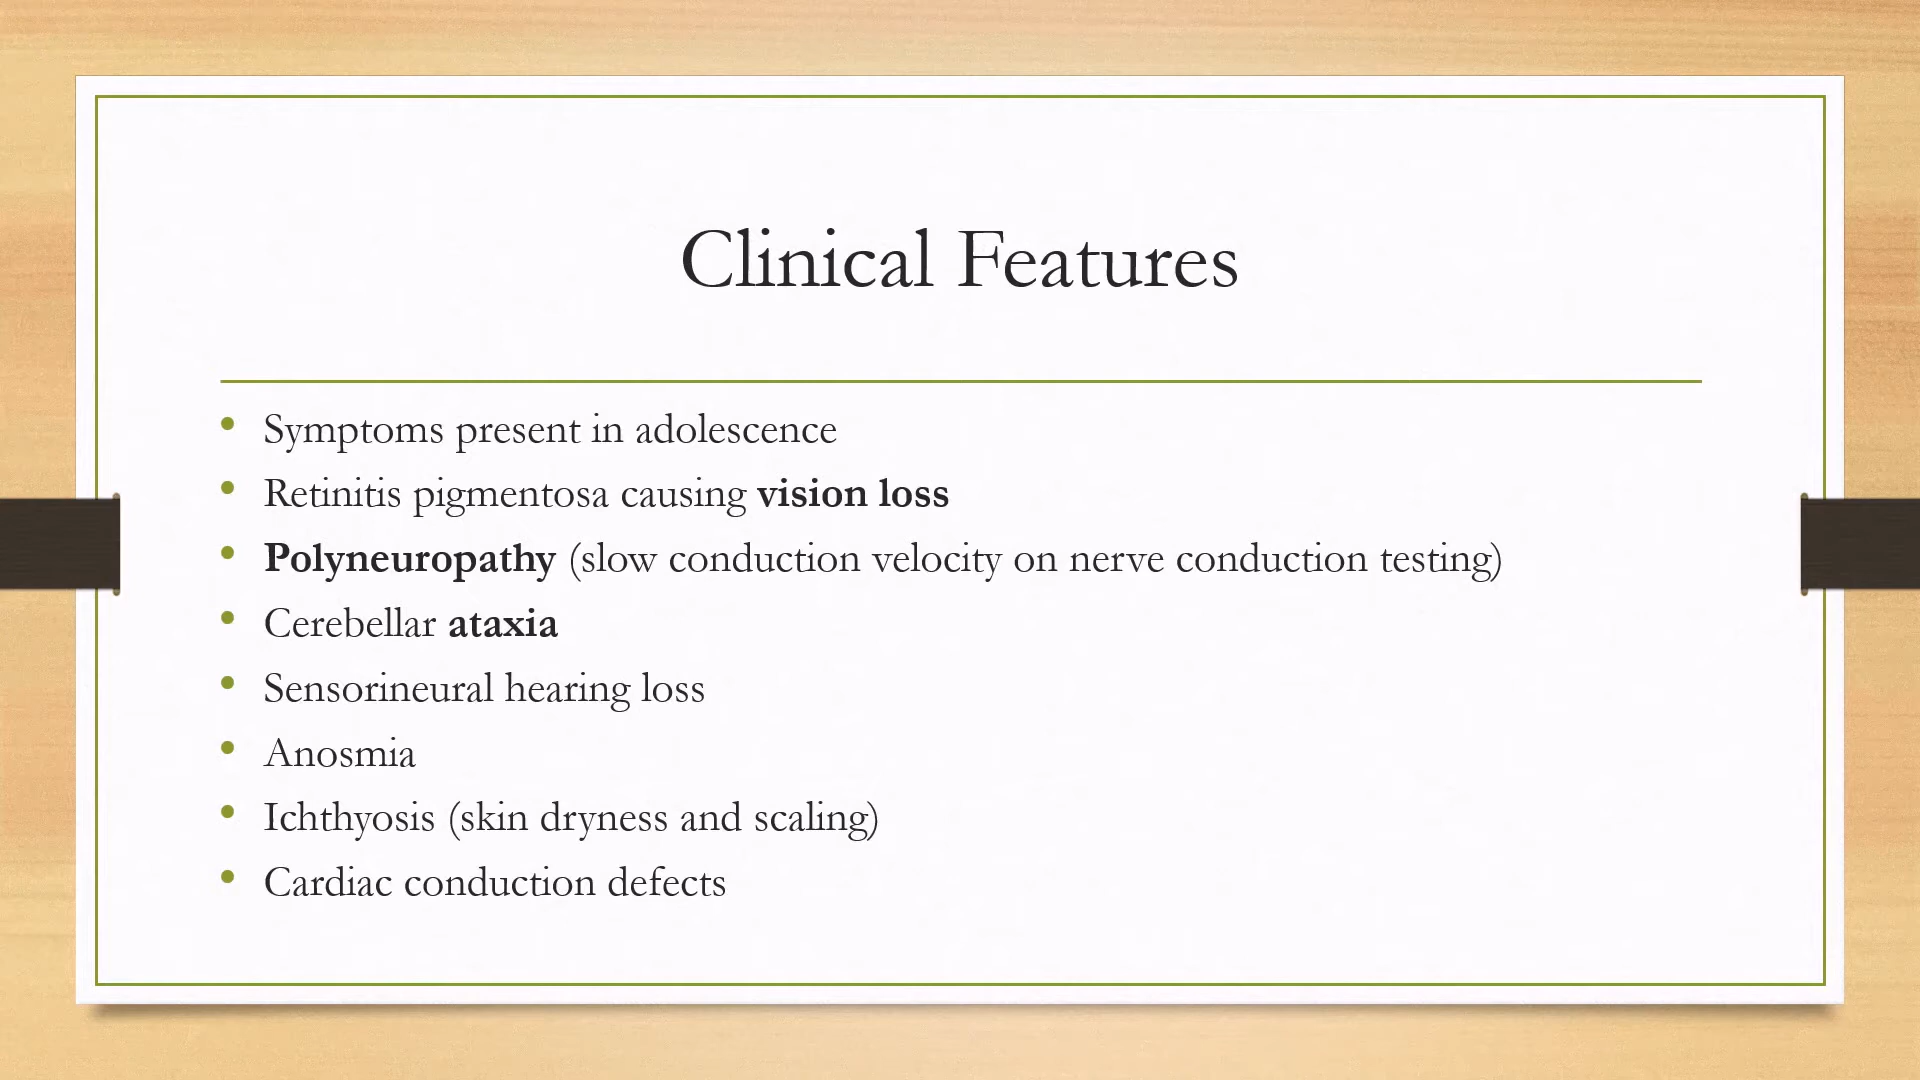 Clinical Features
• Symptoms present in adolescence
• Retinitis pigmentosa causing vision loss
• Polyneuropathy (slow conduction velocity on nerve conduction testing)
• Cerebellar ataxia
• Sensorineural hearing loss
• Anosmia
• Ichthyosis (skin dryness and scaling)
• Cardiac conduction defects